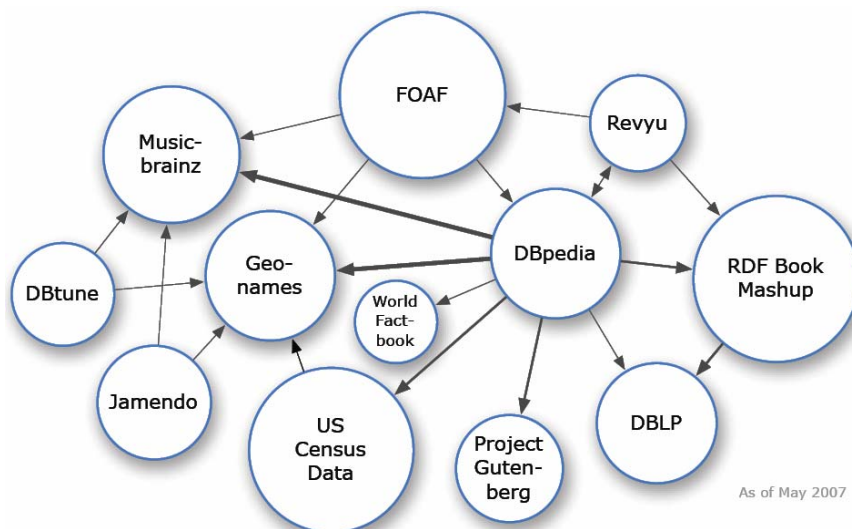 FOAF
Revyu
Music-
brainz
DBpedia
RDF Book
Mashup
Geo-
names
DBtune
World
Fact-
book
Jamendo
US
Census
Data
Project
Guten-
berg
DBLP
As of May 2007